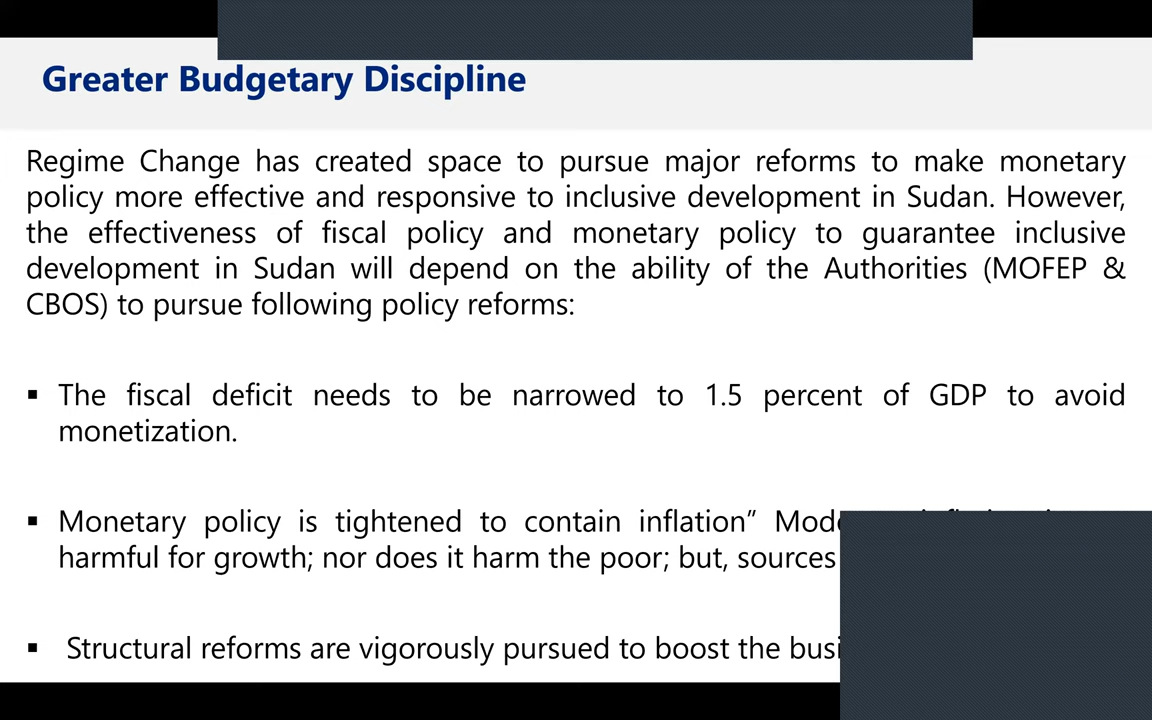 Greater Budgetary Discipline
Regime Change has created space to pursue major reforms to make monetary
policy more effective and responsive to inclusive development in Sudan. However,
the effectiveness of fiscal policy and monetary policy to guarantee inclusive
development in Sudan will depend on the ability of the Authorities (MOFEP &
CBOS) to pursue following policy reforms:
▪ The fiscal deficit needs to be narrowed to 1.5 percent of GDP to avoid
monetization.
▪ Monetary policy is tightened to contain inflation”
harmful for growth; nor does it harm the poor; but, sources
▪ Structural reforms are vigorously pursued to boost the